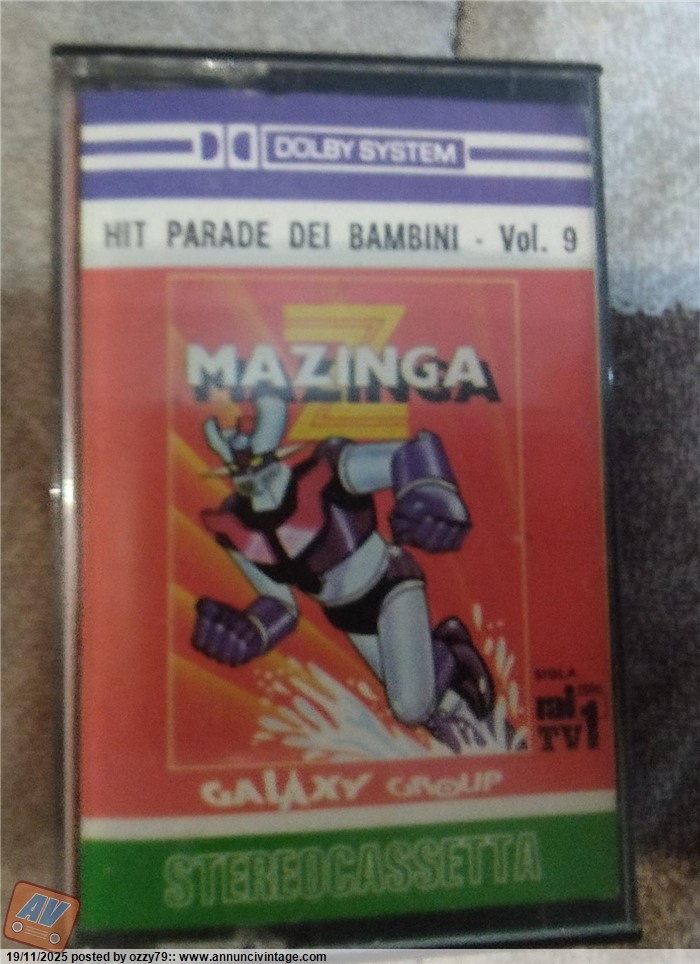 DOLBY SYSTEM
HIT PARADE DEI BAMBINI - Vol. 9
Z
MAZINGA
SIGLA
TV1
GALAXY GROUP
STEREOCASSETTA
AV
19/11/2025 posted by ozzy79:: www.annuncivintage.com